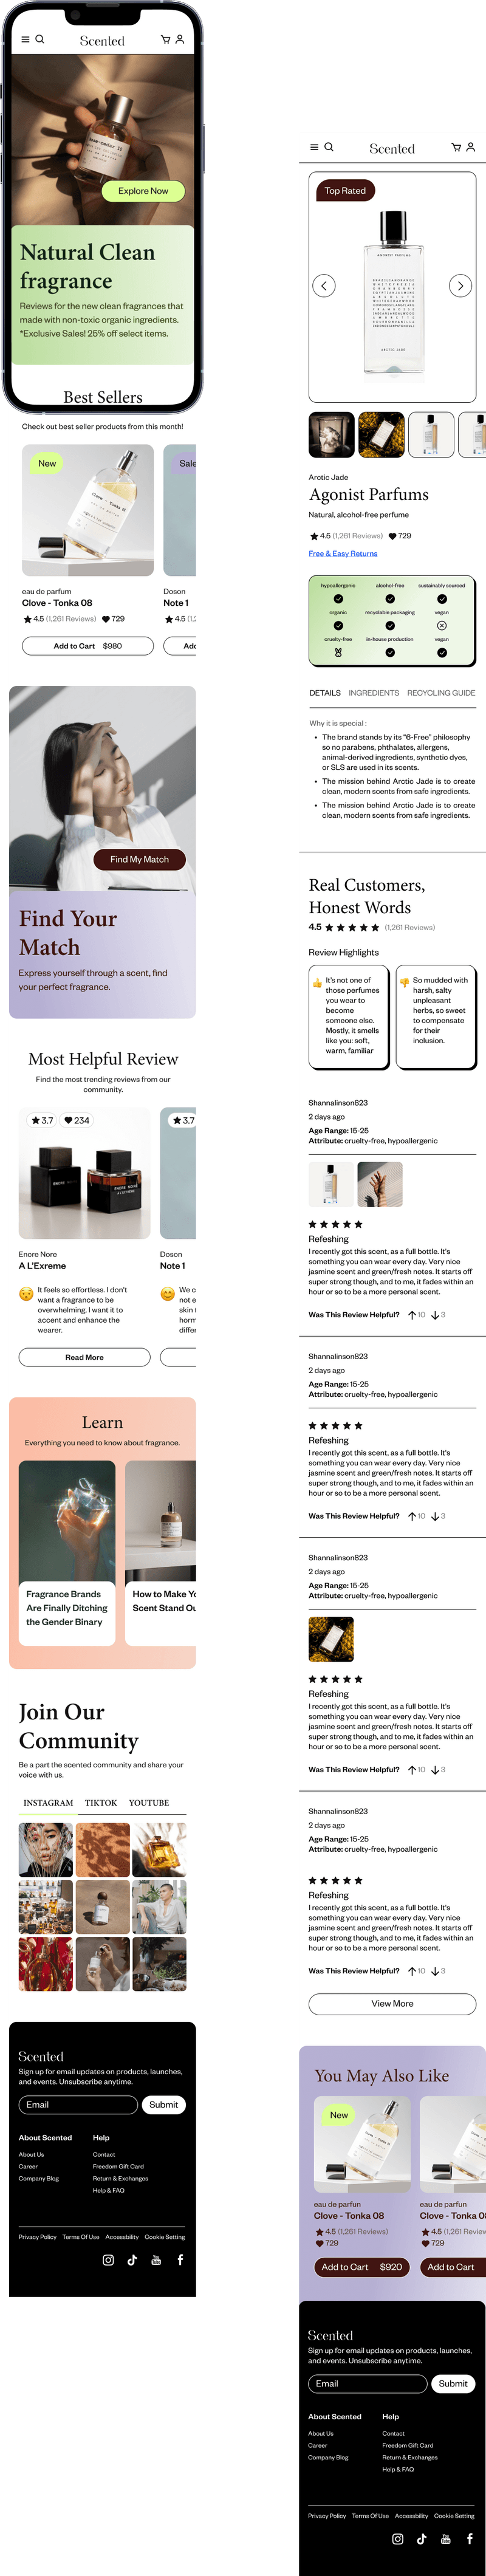 Scented
Explore Now
Natural Clean
fragrance
Reviews for the new clean fragrances that
made with non-toxic organic ingredients.
*Exclusive Sales! 25% off select items.
Best Sellers
Check out best seller products from this month!
New
Sale
Clove - Tonka 08
eau de parfum
Clove - Tonka 08
4.5 (1,261 Reviews) 729
Add to Cart $980
Doson
Note 1
4.5 (1,2
Find My Match
Find Your
Match
Express yourself through a scent, find
your perfect fragrance.
Most Helpful Review
Find the most trending reviews from our
community.
3.7 234
3.7
ENCRE NOIRE
Encre Nore
A L'Exreme
It feels so effortless. I don't
want a fragrance to be
overwhelming. I want it to
accent and enhance the
wearer.
Read More
Doson
Note 1
We c
not e
skin t
horm
differ
Learn
Everything you need to know about fragrance.
Fragrance Brands
Are Finally Ditching
the Gender Binary
How to Make Yo
Scent Stand Ou
Join Our
Community
Be a part the scented community and share your
voice with us.
INSTAGRAM TIKTOK YOUTUBE
Scented
Sign up for email updates on products, launches,
and events. Unsubscribe anytime.
Email Submit
About Scented Help
About Us Contact
Career Freedom Gift Card
Company Blog Return & Exchanges
Help & FAQ
Privacy Policy Terms Of Use Accessbility Cookie Setting
Scented
Top Rated
AGONIST PARFUMS
ARCTIC JADE
Arctic Jade
Agonist Parfums
Natural, alcohol-free perfume
4.5 (1,261 Reviews) 729
Free & Easy Returns
hypoallergenic alcohol-free sustainably sourced
organic recyclable packaging vegan
cruelty-free in-house production vegan
DETAILS INGREDIENTS RECYCLING GUIDE
Why it is special :
• The brand stands by its "6-Free" philosophy
so no parabens, phthalates, allergens,
animal-derived ingredients, synthetic dyes,
or SLS are used in its scents.
• The mission behind Arctic Jade is to create
clean, modern scents from safe ingredients.
• The mission behind Arctic Jade is to create
clean, modern scents from safe ingredients.
Real Customers,
Honest Words
4.5 (1,261 Reviews)
Review Highlights
It's not one of
those perfumes
you wear to
become
someone else.
Mostly, it smells
like you: soft,
warm, familiar
So mudded with
harsh, salty
unpleasant
herbs, so sweet
to compensate
for their
inclusion.
Shannalinson823
2 days ago
Age Range: 15-25
Attribute: cruelty-free, hypoallergenic
Refeshing
I recently got this scent, as a full bottle. It's
something you can wear every day. Very nice
jasmine scent and green/fresh notes. It starts off
super strong though, and to me, it fades within an
hour or so to be a more personal scent.
Was This Review Helpful? 10 3
Shannalinson823
2 days ago
Age Range: 15-25
Attribute: cruelty-free, hypoallergenic
Refeshing
I recently got this scent, as a full bottle. It's
something you can wear every day. Very nice
jasmine scent and green/fresh notes. It starts off
super strong though, and to me, it fades within an
hour or so to be a more personal scent.
Was This Review Helpful? 10 3
Shannalinson823
2 days ago
Age Range: 15-25
Attribute: cruelty-free, hypoallergenic
Refeshing
I recently got this scent, as a full bottle. It's
something you can wear every day. Very nice
jasmine scent and green/fresh notes. It starts off
super strong though, and to me, it fades within an
hour or so to be a more personal scent.
Was This Review Helpful? 10 3
Shannalinson823
2 days ago
Age Range: 15-25
Attribute: cruelty-free, hypoallergenic
Refeshing
I recently got this scent, as a full bottle. It's
something you can wear every day. Very nice
jasmine scent and green/fresh notes. It starts off
super strong though, and to me, it fades within an
hour or so to be a more personal scent.
Was This Review Helpful? 10 3
View More
You May Also Like
New
eau de parfun
Clove - Tonka 08
4.5 (1,261 Reviews)
729
Add to Cart $920
eau de parfun
Clove - Tonka 08
4.5 (1,261 Review
729
Add to Cart
Scented
Sign up for email updates on products, launches,
and events. Unsubscribe anytime.
Email Submit
About Scented Help
About Us Contact
Career Freedom Gift Card
Company Blog Return & Exchanges
Help & FAQ
Privacy Policy Terms Of Use Accessbility Cookie Setting